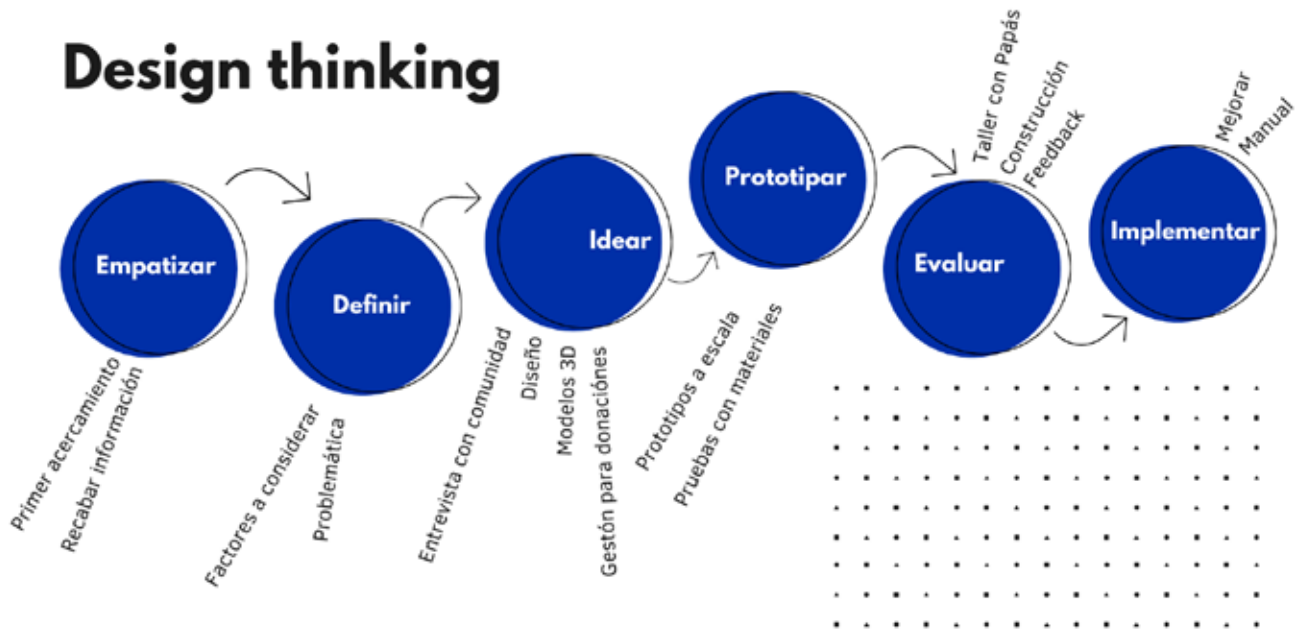 Design thinking
Empatizar
Primer acercamiento
Recabar información
Definir
Factores a considerar
Problemática
Idear
Entrevista con comunidad
Diseño
Modelos 3D
Gestón para donaciónes
Prototipar
Prototipos a escala
Pruebas con materiales
Evaluar
Taller con Papás
Construcción
Feedback
Implementar
Mejorar
Manual